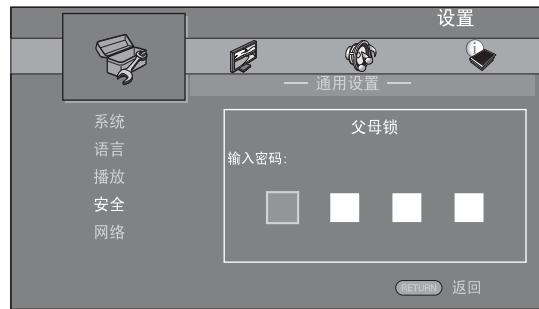 设置
— 通用设置 —
系统
语言
播放
安全
网络
父母锁
输入密码:
RETURN 返回